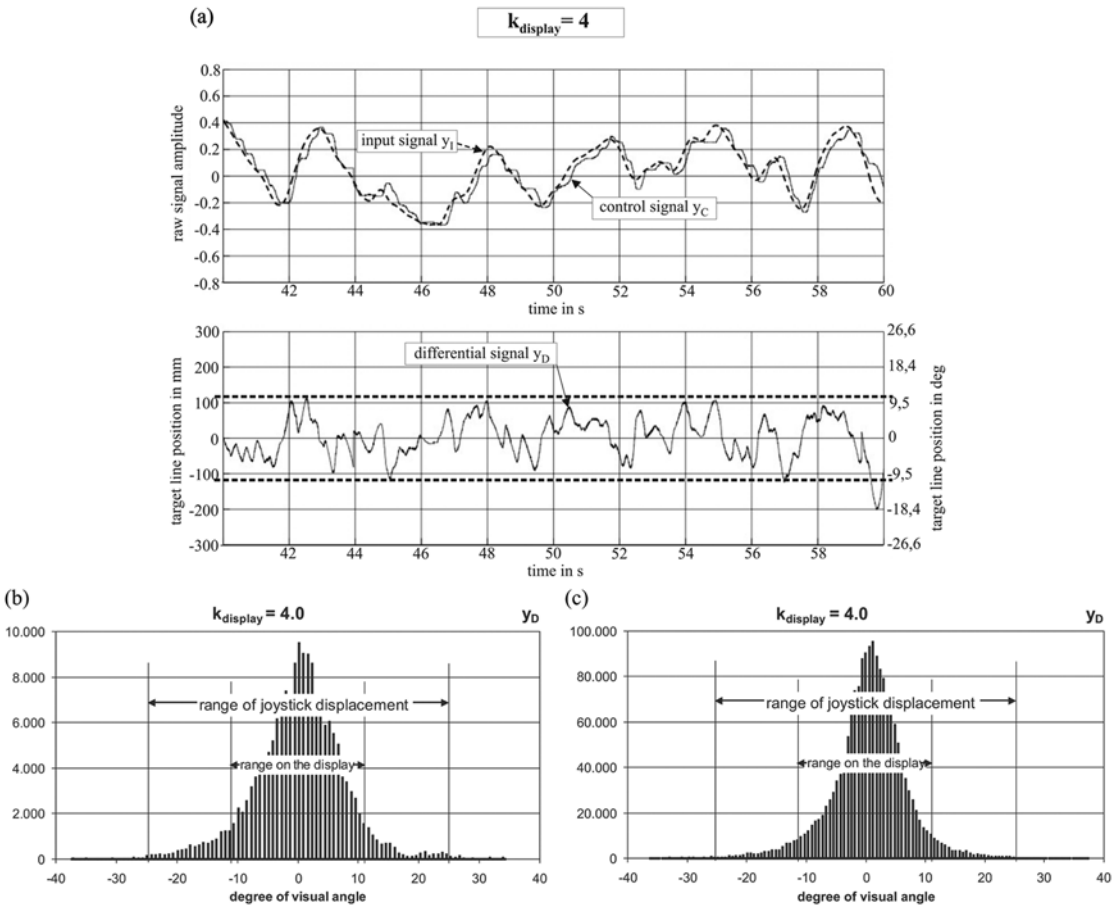 (a)
k_display = 4
raw signal amplitude
0.8
0.6
0.4
0.2
0
-0.2
-0.4
-0.6
-0.8
input signal y_I
control signal y_C
42 44 46 48 50 52 54 56 58 60
time in s
target line position in mm
300
200
100
0
-100
-200
-300
differential signal y_D
26,6
18,4
9,5
0
-9,5
-18,4
-26,6
target line position in deg
42 44 46 48 50 52 54 56 58
time in s
(b)
k_display = 4.0 y_D
10.000
8.000
6.000
4.000
2.000
0
range of joystick displacement
range on the display
-40 -30 -20 -10 0 10 20 30 40
degree of visual angle
(c)
k_display = 4.0 y_D
100.000
80.000
60.000
40.000
20.000
0
range of joystick displacement
range on the display
-40 -30 -20 -10 0 10 20 30 40
degree of visual angle